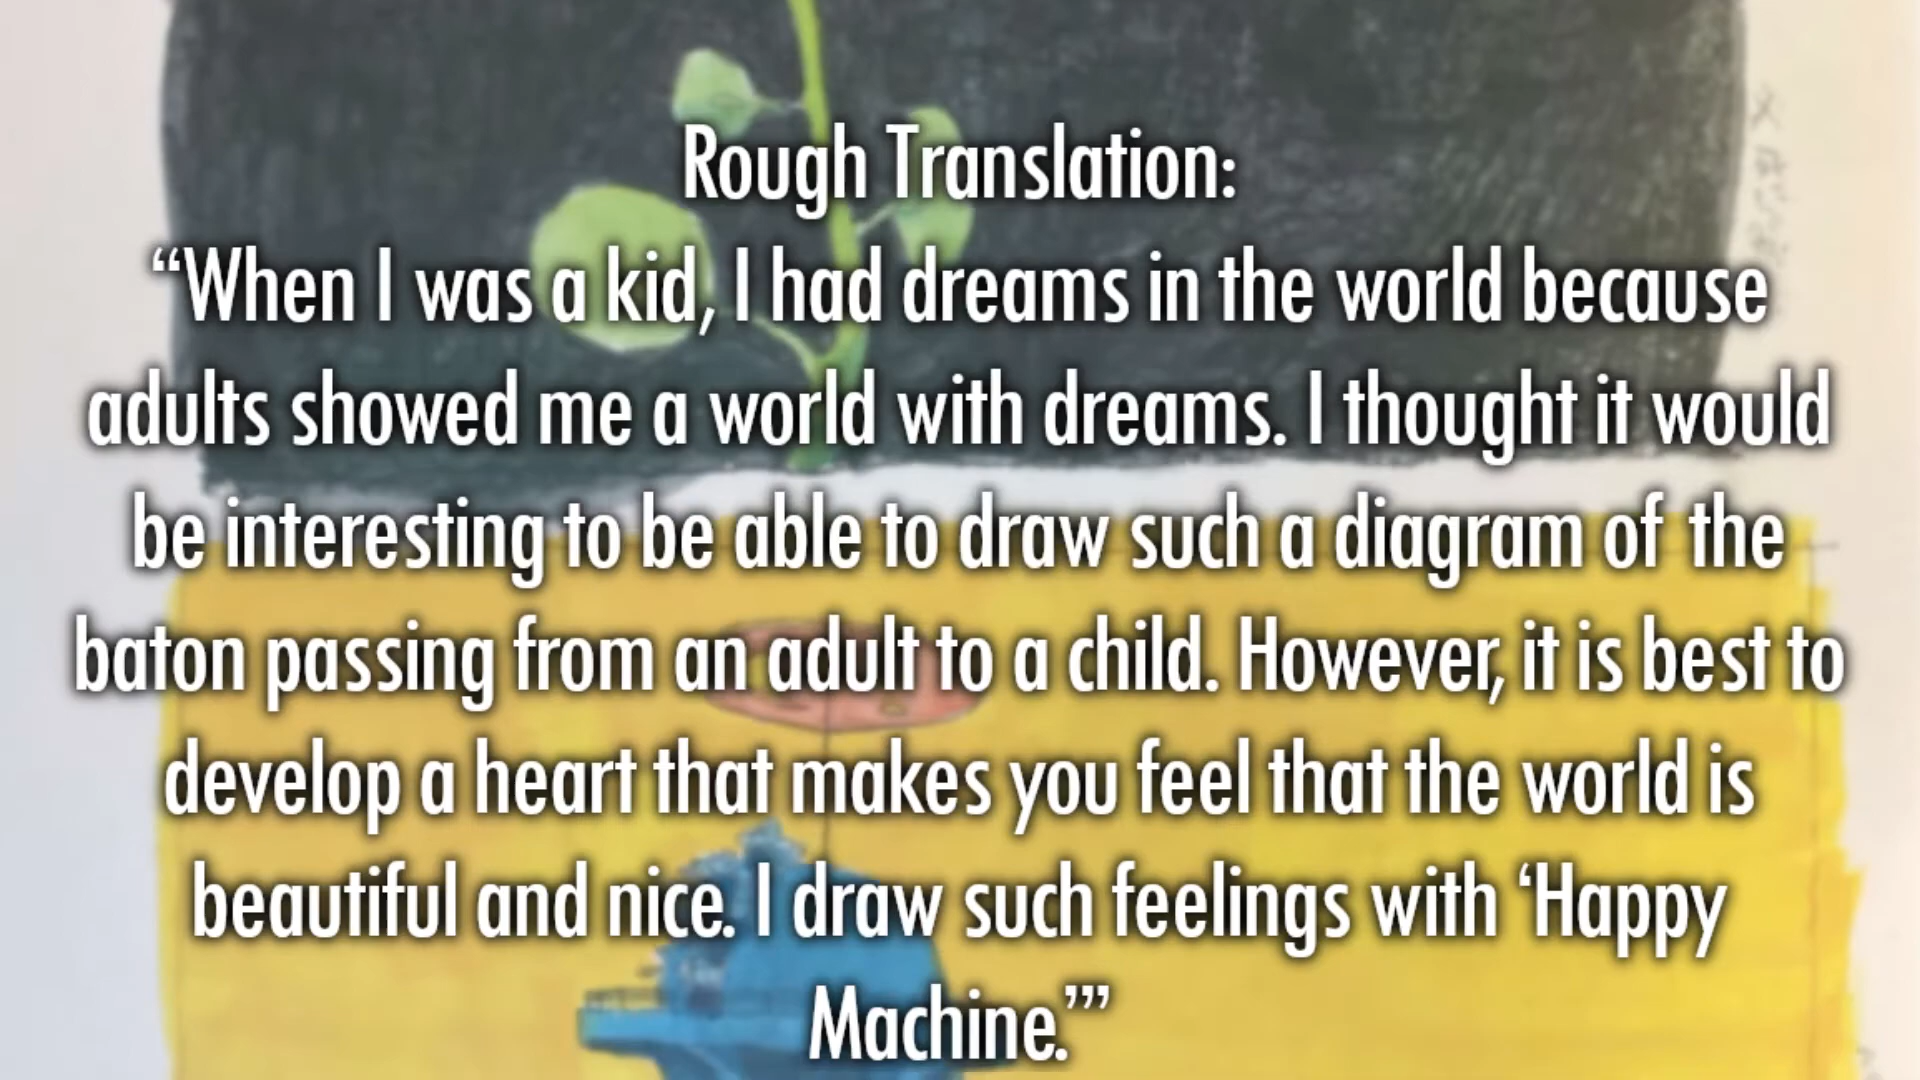 Rough Translation:
“When I was a kid, I had dreams in the world because
adults showed me a world with dreams. I thought it would
be interesting to be able to draw such a diagram of the
baton passing from an adult to a child. However, it is best to
develop a heart that makes you feel that the world is
beautiful and nice. I draw such feelings with ‘Happy
Machine.’”